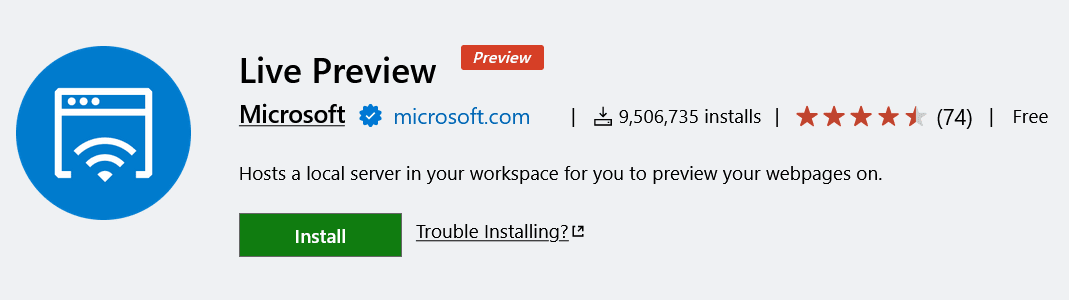 Live Preview Preview
Microsoft microsoft.com | 9,506,735 installs | (74) | Free
Hosts a local server in your workspace for you to preview your webpages on.
Install Trouble Installing?